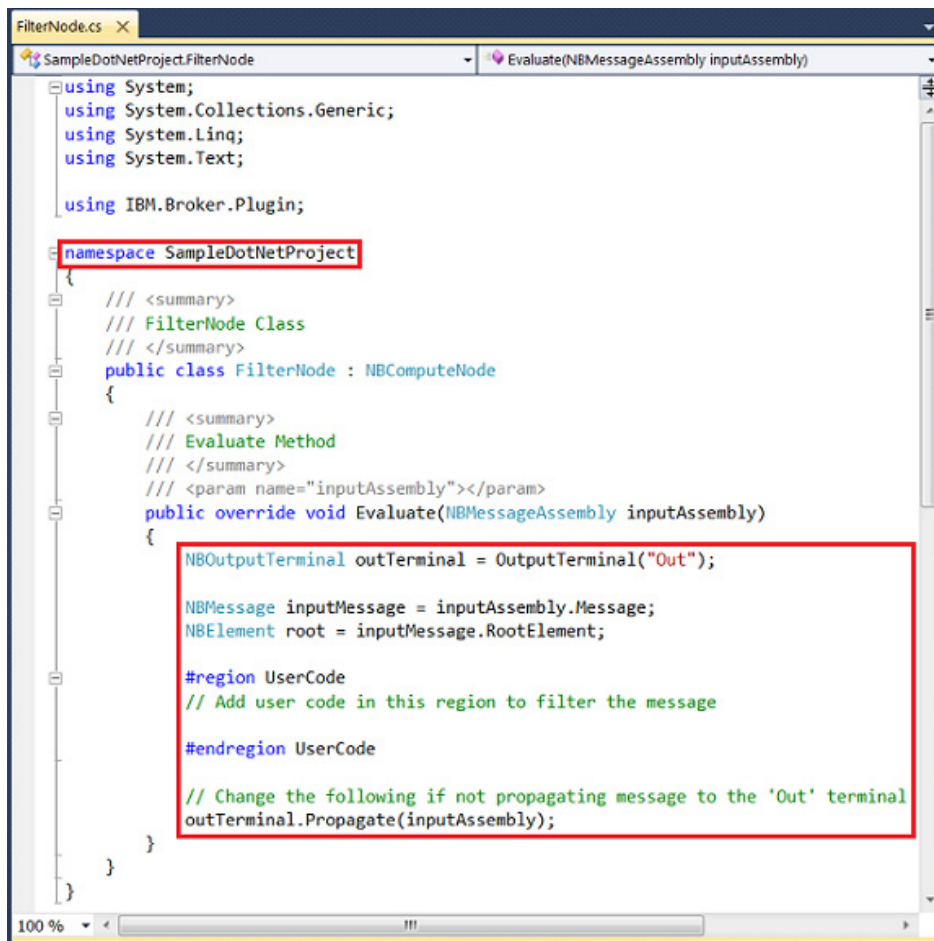 FilterNode.cs X
SampleDotNetProject.FilterNode
Evaluate(NBMessageAssembly inputAssembly)
using System;
using System.Collections.Generic;
using System.Linq;
using System.Text;
using IBM.Broker.Plugin;
namespace SampleDotNetProject
{
/// <summary>
/// FilterNode Class
/// </summary>
public class FilterNode : NBComputeNode
{
/// <summary>
/// Evaluate Method
/// </summary>
/// <param name="inputAssembly"></param>
public override void Evaluate(NBMessageAssembly inputAssembly)
{
NBOutputTerminal outTerminal = OutputTerminal("Out");
NBMessage inputMessage = inputAssembly.Message;
NBElement root = inputMessage.RootElement;
#region UserCode
// Add user code in this region to filter the message
#endregion UserCode
// Change the following if not propagating message to the 'Out' terminal
outTerminal.Propagate(inputAssembly);
}
}
}
100 %